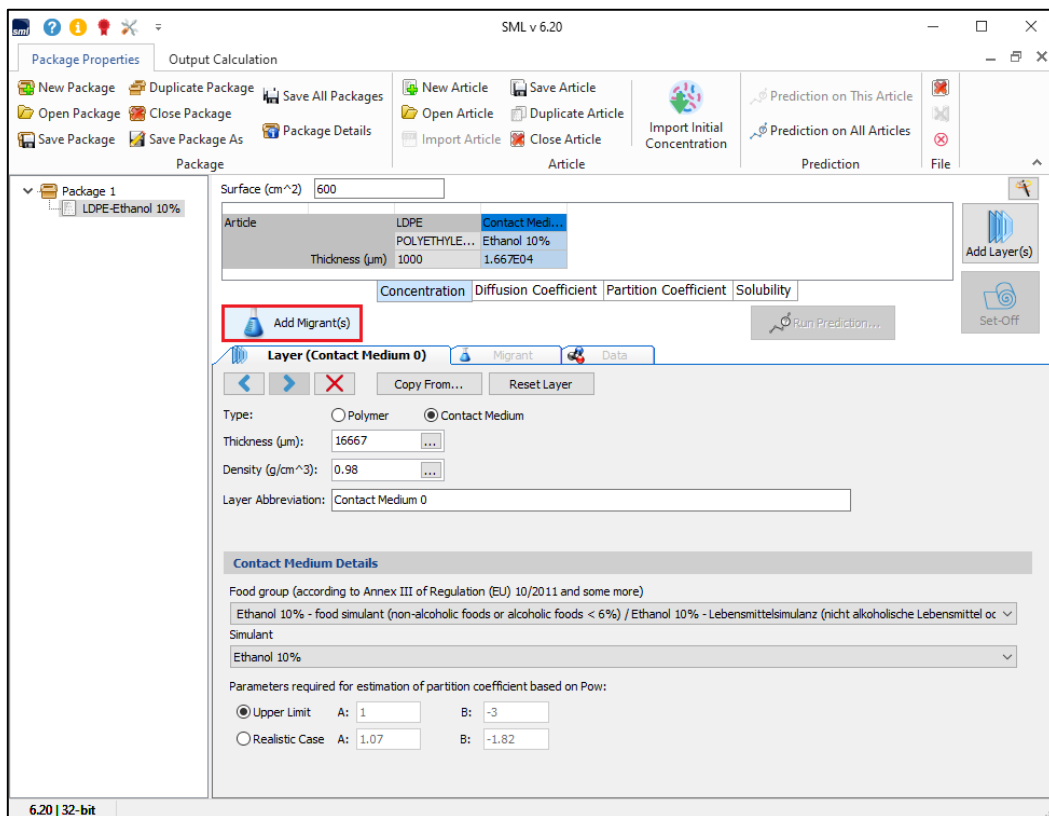 sml
SML v 6.20
Package Properties Output Calculation
New Package Duplicate Package Save All Packages New Article Save Article Prediction on This Article
Open Package Close Package Open Article Duplicate Article Import Initial Concentration Prediction on All Articles
Save Package Save Package As Package Details Import Article Close Article
Package Article Prediction File
Package 1
LDPE-Ethanol 10%
Surface (cm^2) 600
Article LDPE Contact Medi...
POLYETHYLE... Ethanol 10%
Thickness (µm) 1000 1.667E04
Add Layer(s)
Concentration Diffusion Coefficient Partition Coefficient Solubility
Add Migrant(s) Run Prediction... Set-Off
Layer (Contact Medium 0) Migrant Data
Copy From... Reset Layer
Type: Polymer Contact Medium
Thickness (µm): 16667 ...
Density (g/cm^3): 0.98 ...
Layer Abbreviation: Contact Medium 0
Contact Medium Details
Food group (according to Annex III of Regulation (EU) 10/2011 and some more)
Ethanol 10% - food simulant (non-alcoholic foods or alcoholic foods < 6%) / Ethanol 10% - Lebensmittelsimulanz (nicht alkoholische Lebensmittel oc
Simulant
Ethanol 10%
Parameters required for estimation of partition coefficient based on Pow:
Upper Limit A: 1 B: -3
Realistic Case A: 1.07 B: -1.82
6.20 | 32-bit